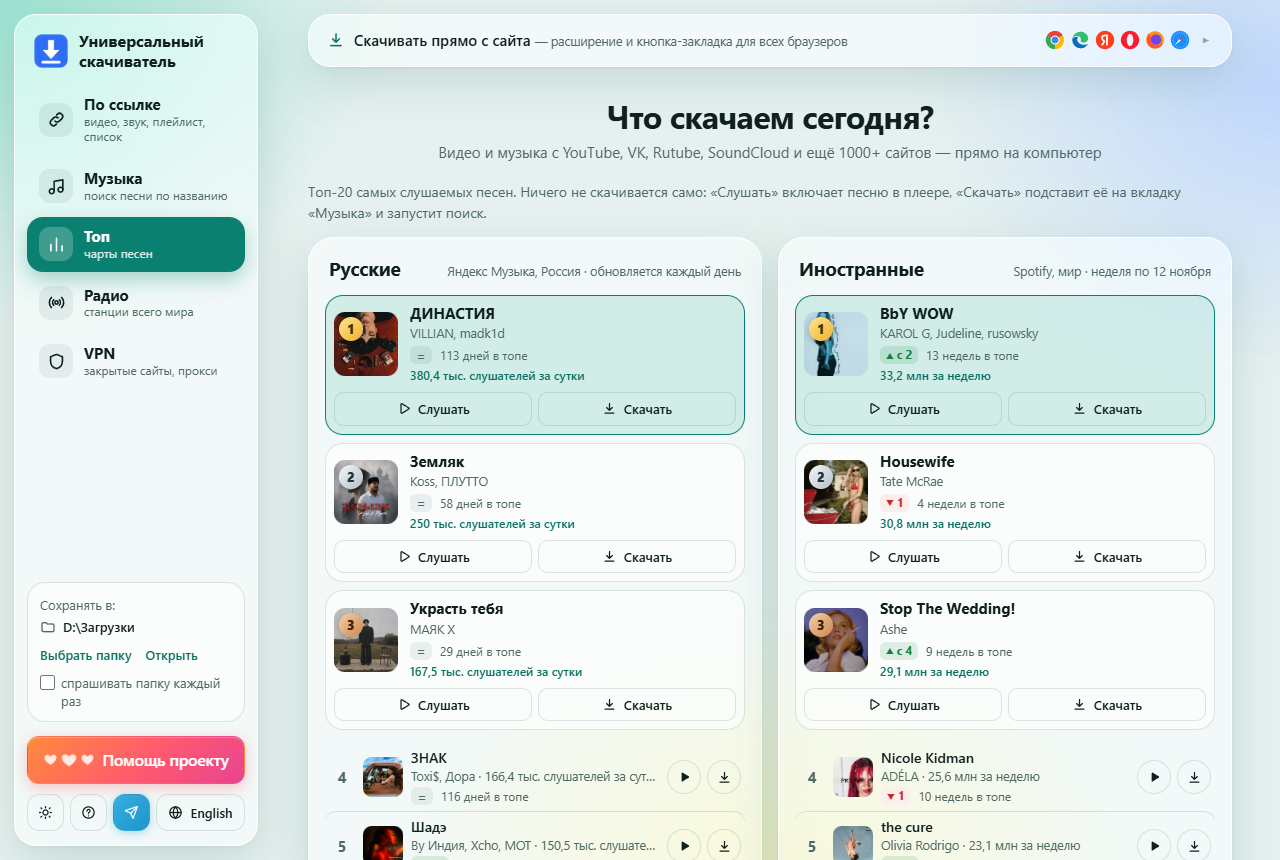 Универсальный
скачиватель
По ссылке
видео, звук, плейлист,
список
Музыка
поиск песни по названию
Топ
чарты песен
Радио
станции всего мира
VPN
закрытые сайты, прокси
Сохранять в:
D:\Загрузки
Выбрать папку Открыть
спрашивать папку каждый
раз
Помощь проекту
English
Скачивать прямо с сайта — расширение и кнопка-закладка для всех браузеров
Что скачаем сегодня?
Видео и музыка с YouTube, VK, Rutube, SoundCloud и ещё 1000+ сайтов — прямо на компьютер
Топ-20 самых слушаемых песен. Ничего не скачивается само: «Слушать» включает песню в плеере, «Скачать» подставит её на вкладку
«Музыка» и запустит поиск.
Русские Яндекс Музыка, Россия · обновляется каждый день
1
ДИНАСТИЯ
VILLIAN, madk1d
= 113 дней в топе
380,4 тыс. слушателей за сутки
Слушать Скачать
2
Земляк
Koss, ПЛУТТО
= 58 дней в топе
250 тыс. слушателей за сутки
Слушать Скачать
3
Украсть тебя
МАЯК X
= 29 дней в топе
167,5 тыс. слушателей за сутки
Слушать Скачать
4
ЗНАК
Toxi$, Дора · 166,4 тыс. слушателей за сут...
= 116 дней в топе
5
Шадэ
By Индия, Xcho, МОТ · 150,5 тыс. слушате...
Иностранные Spotify, мир · неделя по 12 ноября
1
BbY WOW
KAROL G, Judeline, rusowsky
▲ с 2 13 недель в топе
33,2 млн за неделю
Слушать Скачать
2
Housewife
Tate McRae
▼ 1 4 недели в топе
30,8 млн за неделю
Слушать Скачать
3
Stop The Wedding!
Ashe
▲ с 4 9 недель в топе
29,1 млн за неделю
Слушать Скачать
4
Nicole Kidman
ADÉLA · 25,6 млн за неделю
▼ 1 10 недель в топе
5
the cure
Olivia Rodrigo · 23,1 млн за неделю